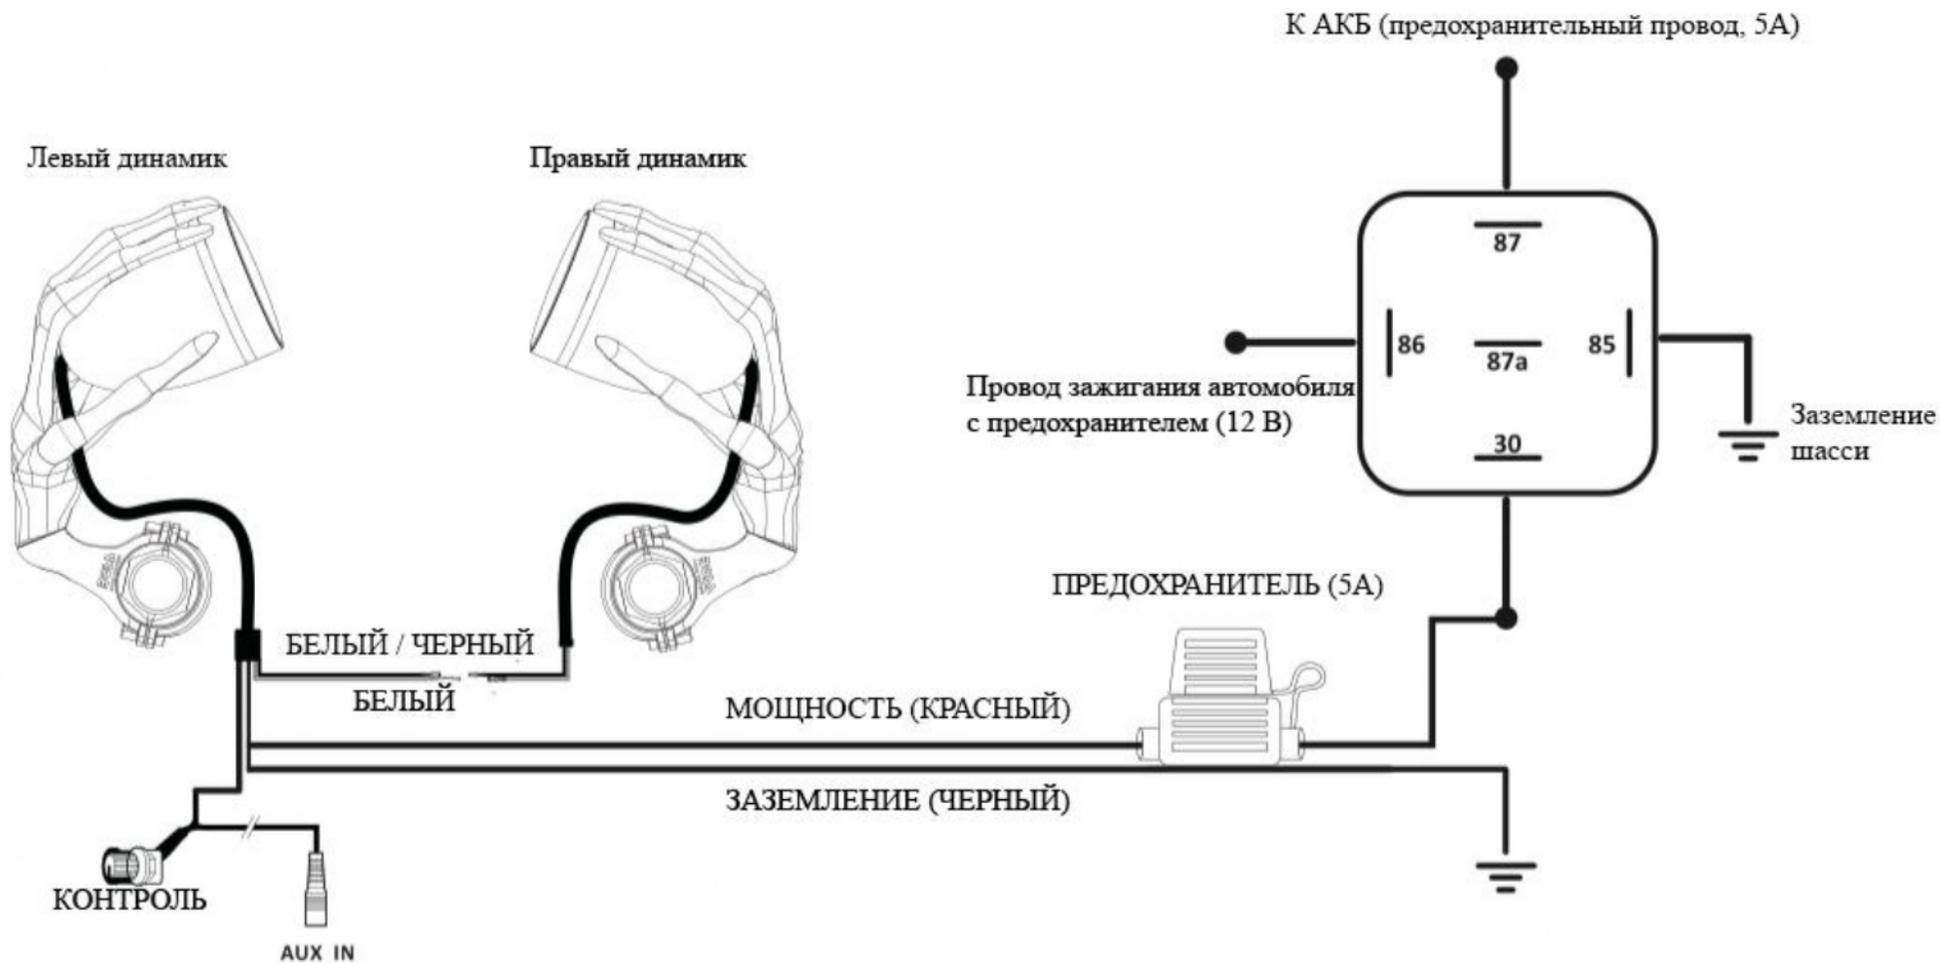 К АКБ (предохранительный провод, 5А)
Левый динамик
Правый динамик
87
86
87a
85
30
Провод зажигания автомобиля
с предохранителем (12 В)
Заземление
шасси
ПРЕДОХРАНИТЕЛЬ (5А)
БЕЛЫЙ / ЧЕРНЫЙ
БЕЛЫЙ
МОЩНОСТЬ (КРАСНЫЙ)
ЗАЗЕМЛЕНИЕ (ЧЕРНЫЙ)
КОНТРОЛЬ
AUX IN